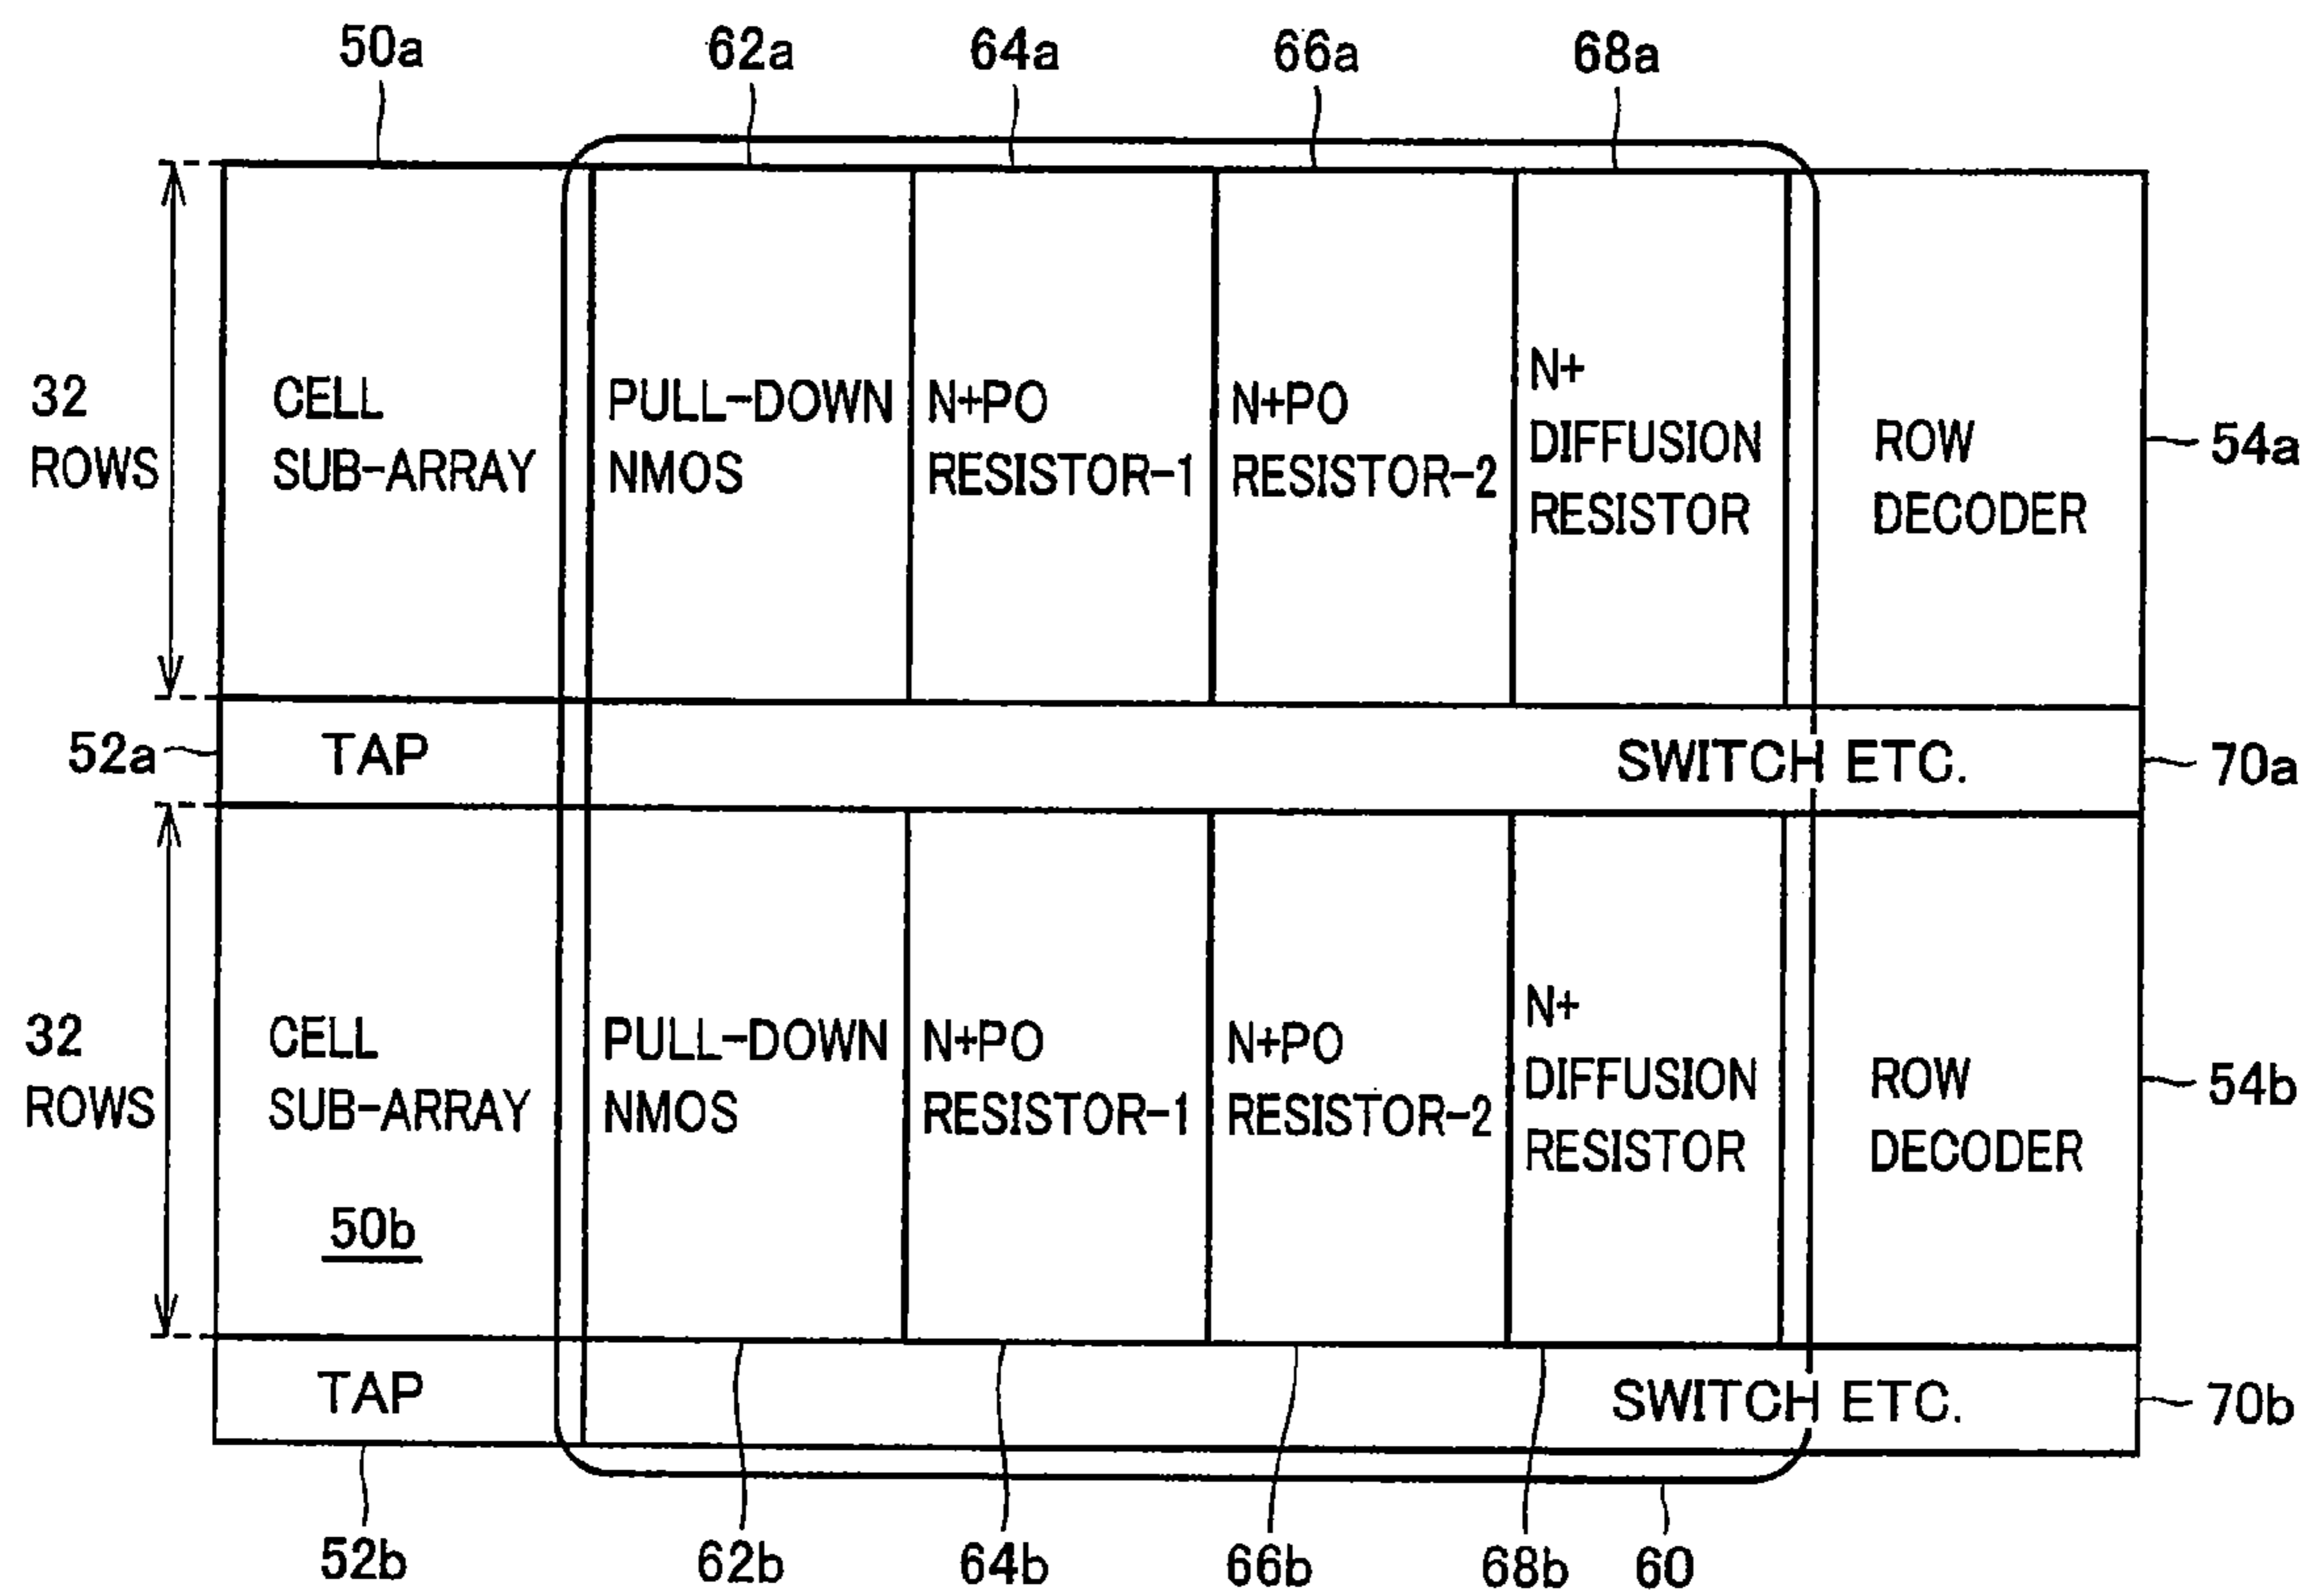 50a 62a 64a 66a 68a
32
ROWS
CELL
SUB-ARRAY
PULL-DOWN
NMOS
N+PO
RESISTOR-1
N+PO
RESISTOR-2
N+
DIFFUSION
RESISTOR
ROW
DECODER
54a
52a
TAP
SWITCH ETC.
70a
32
ROWS
CELL
SUB-ARRAY
50b
PULL-DOWN
NMOS
N+PO
RESISTOR-1
N+PO
RESISTOR-2
N+
DIFFUSION
RESISTOR
ROW
DECODER
54b
TAP
SWITCH ETC.
70b
52b 62b 64b 66b 68b 60